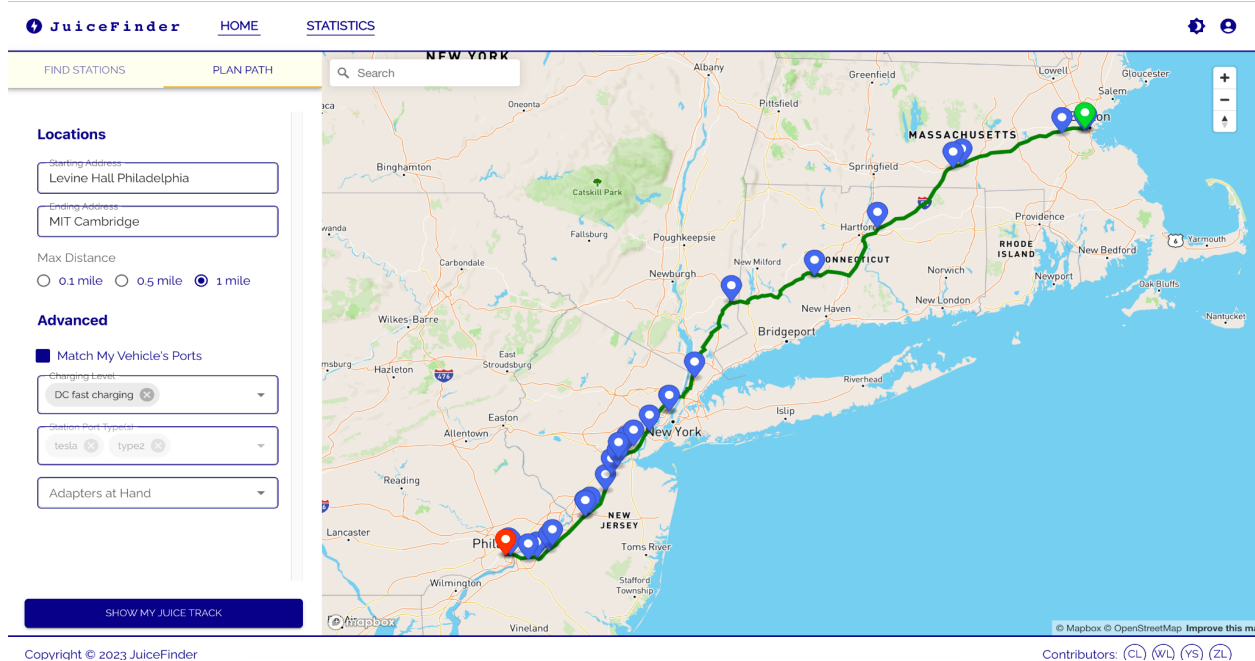 JuiceFinder HOME STATISTICS
FIND STATIONS PLAN PATH
Locations
Starting Address
Levine Hall Philadelphia
Ending Address
MIT Cambridge
Max Distance
0.1 mile 0.5 mile 1 mile
Advanced
Match My Vehicle's Ports
Charging Level
DC fast charging
Station Port Type(s)
tesla type2
Adapters at Hand
SHOW MY JUICE TRACK
Search
NEW YORK
Albany
Greenfield
Lowell
Gloucester
Salem
Oneonta
Pittsfield
MASSACHUSETTS
Binghamton
Springfield
Catskill Park
Providence
Fallsburg
Poughkeepsie
RHODE
ISLAND
6
Yarmouth
New Bedford
Carbondale
New Milford
Newburgh
Norwich
Newport
Oak Bluffs
New London
New Haven
Nantucket
Wilkes-Barre
Bridgeport
East
Stroudsburg
Hazleton
476
Riverhead
Islip
Easton
Allentown
New York
Reading
NEW
JERSEY
Lancaster
Toms River
Wilmington
Stafford
Township
Vineland
mapbox
© Mapbox © OpenStreetMap Improve this ma
Copyright © 2023 JuiceFinder Contributors: CL WL YS ZL